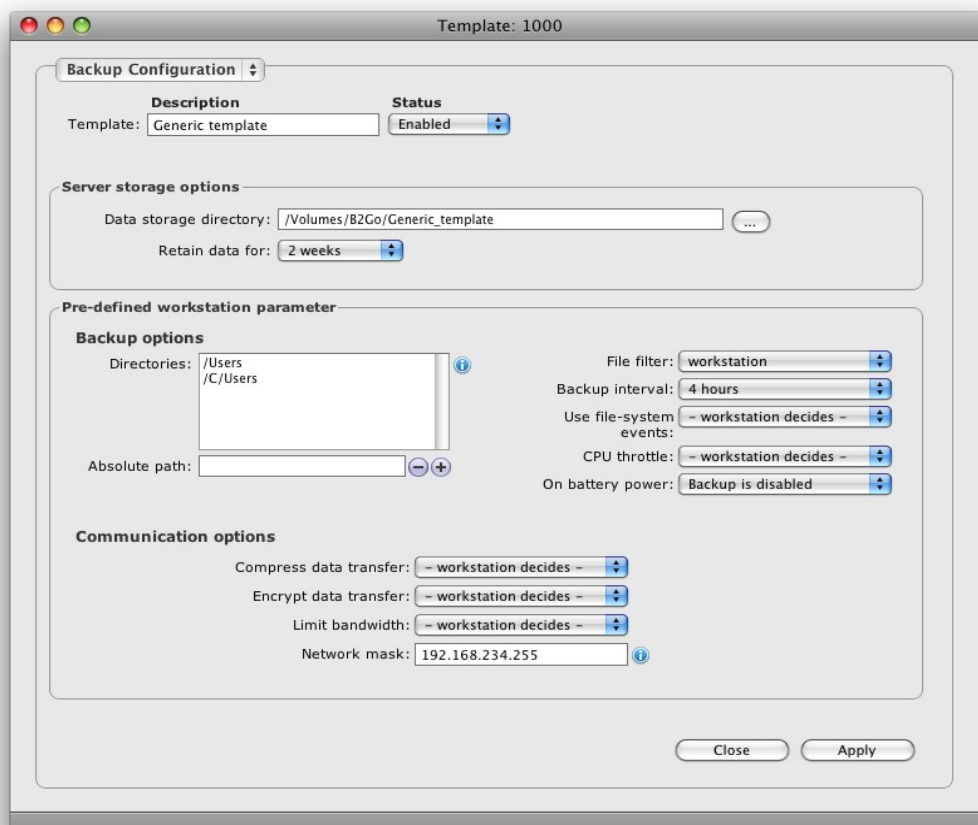 Template: 1000
Backup Configuration
Description Status
Template: Generic template Enabled
Server storage options
Data storage directory: /Volumes/B2Go/Generic_template ...
Retain data for: 2 weeks
Pre-defined workstation parameter
Backup options
Directories: /Users
/C/Users
Absolute path:
File filter: workstation
Backup interval: 4 hours
Use file-system events: - workstation decides -
CPU throttle: - workstation decides -
On battery power: Backup is disabled
Communication options
Compress data transfer: - workstation decides -
Encrypt data transfer: - workstation decides -
Limit bandwidth: - workstation decides -
Network mask: 192.168.234.255
Close Apply